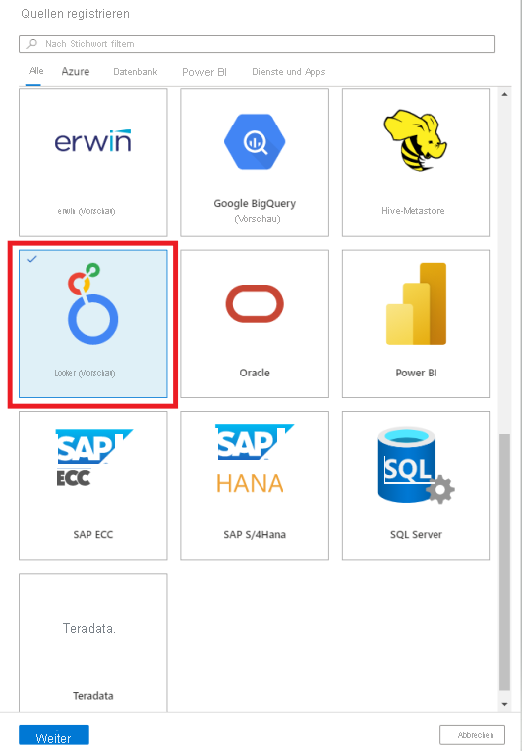 Quellen registrieren
Nach Stichwort filtern
Alle Azure Datenbank Power BI Dienste und Apps
erwin
erwin (Vorschau)
Google BigQuery
(Vorschau)
Hive-Metastore
Looker (Vorschau)
Oracle
Power BI
SAP
ECC
SAP ECC
SAP
HANA
SAP S/4Hana
SQL
SQL Server
Teradata.
Teradata
Weiter
Abbrechen